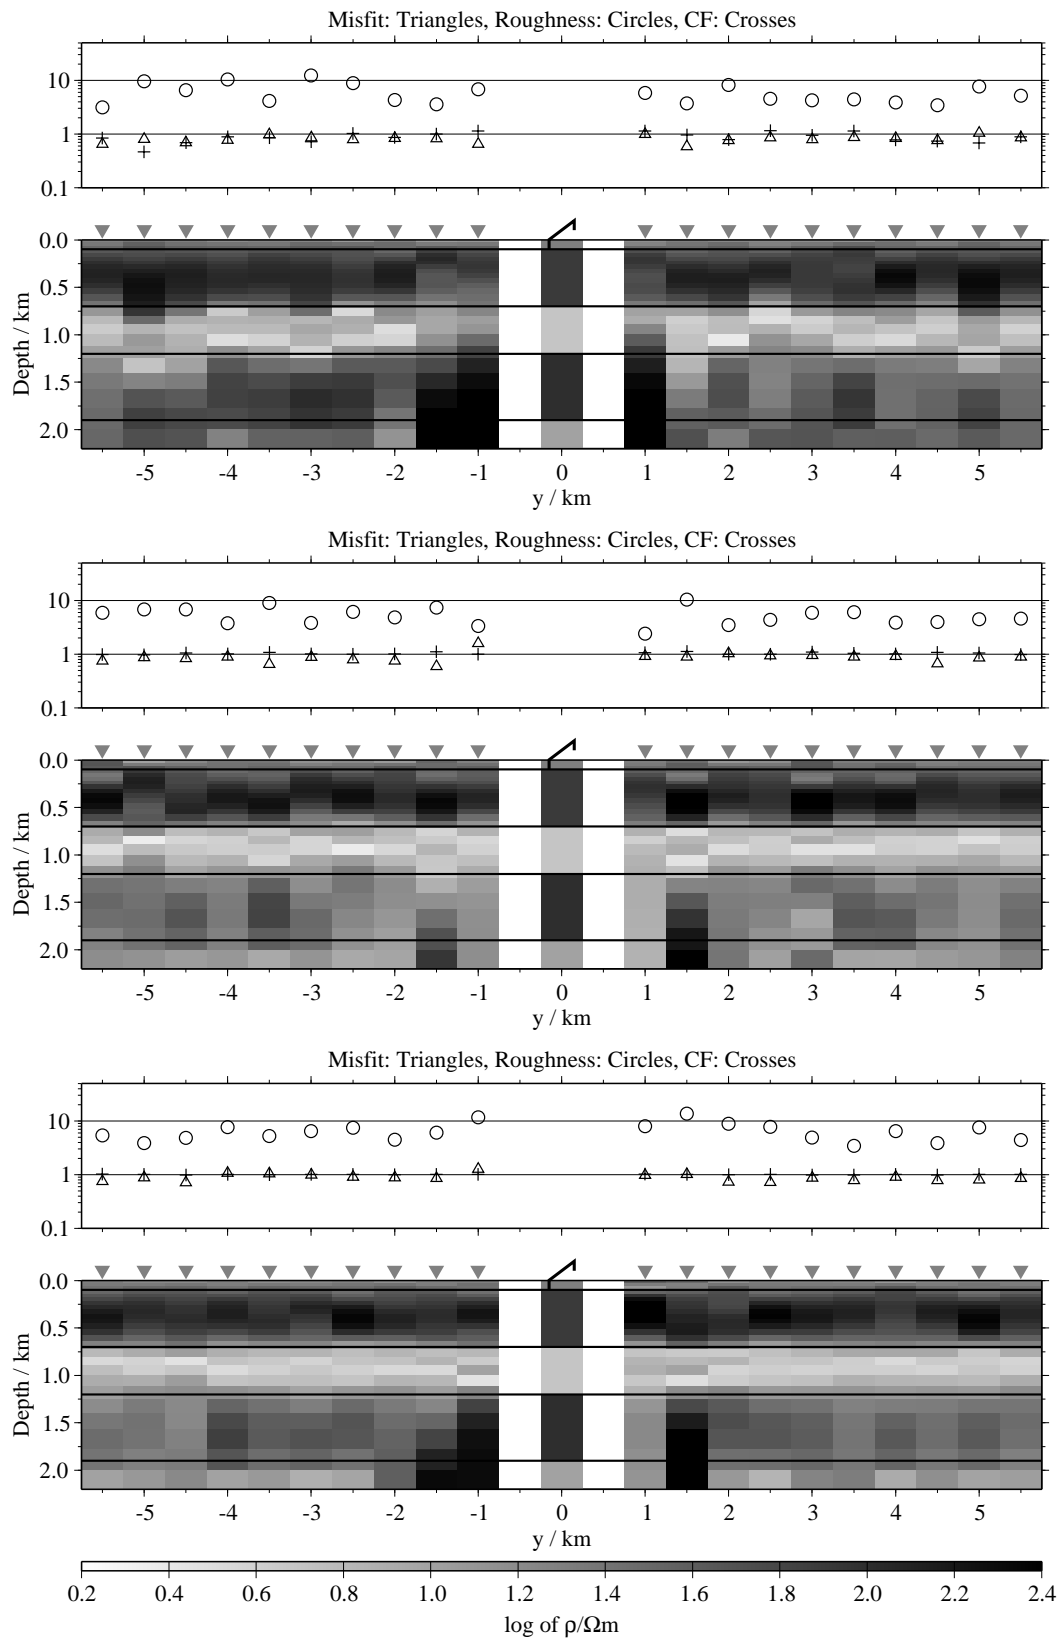 Misfit: Triangles, Roughness: Circles, CF: Crosses
10
1
0.1
0.0
0.5
1.0
1.5
2.0
Depth / km
-5 -4 -3 -2 -1 0 1 2 3 4 5
y / km
Misfit: Triangles, Roughness: Circles, CF: Crosses
10
1
0.1
0.0
0.5
1.0
1.5
2.0
Depth / km
-5 -4 -3 -2 -1 0 1 2 3 4 5
y / km
Misfit: Triangles, Roughness: Circles, CF: Crosses
10
1
0.1
0.0
0.5
1.0
1.5
2.0
Depth / km
-5 -4 -3 -2 -1 0 1 2 3 4 5
y / km
0.2 0.4 0.6 0.8 1.0 1.2 1.4 1.6 1.8 2.0 2.2 2.4
log of ρ/Ωm